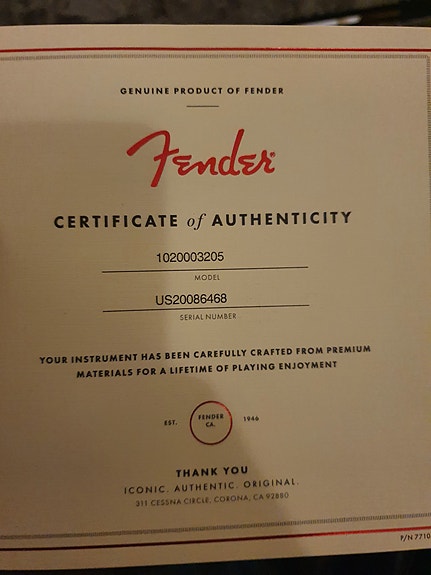 GENUINE PRODUCT OF FENDER
Fender®
CERTIFICATE of AUTHENTICITY
1020003205
MODEL
US20086468
SERIAL NUMBER
YOUR INSTRUMENT HAS BEEN CAREFULLY CRAFTED FROM PREMIUM
MATERIALS FOR A LIFETIME OF PLAYING ENJOYMENT
EST. FENDER CA. 1946
THANK YOU
ICONIC. AUTHENTIC. ORIGINAL.
311 CESSNA CIRCLE, CORONA, CA 92880
P/N 7710